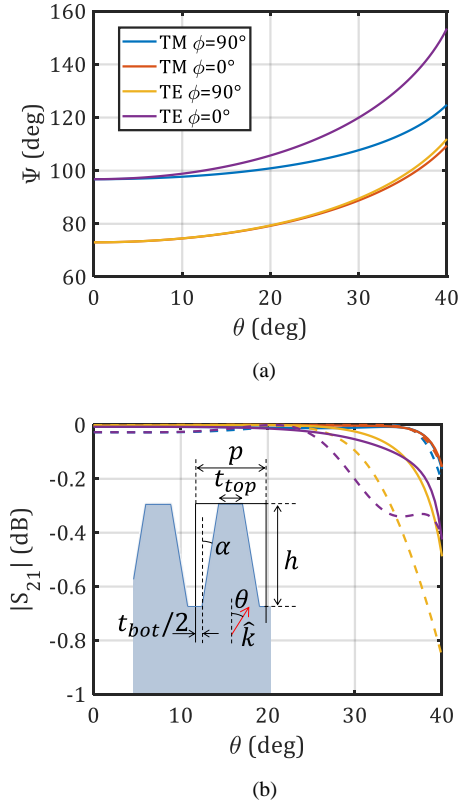 160
140
120
100
80
60
Ψ (deg)
TM ϕ=90°
TM ϕ=0°
TE ϕ=90°
TE ϕ=0°
0 10 20 30 40
θ (deg)
(a)
0
-0.2
-0.4
-0.6
-0.8
-1
|S21| (dB)
p
t_top
α
h
θ
t_bot/2
k̂
0 10 20 30 40
θ (deg)
(b)